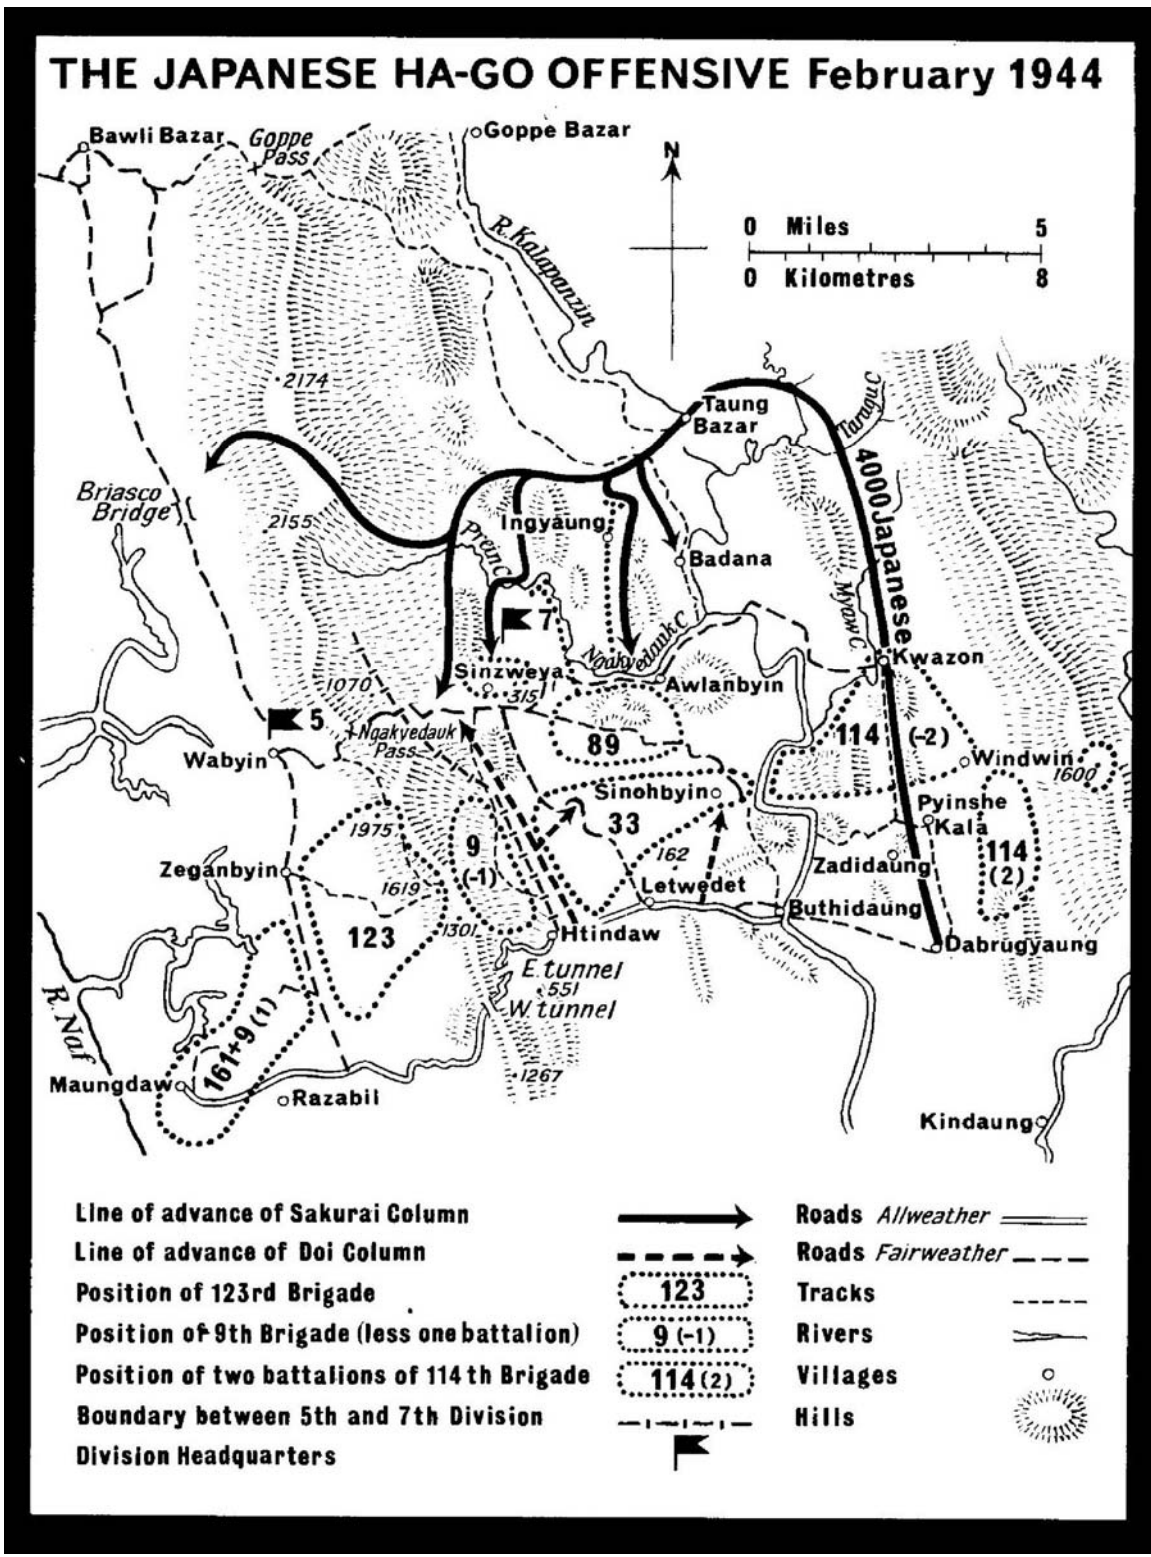 THE JAPANESE HA-GO OFFENSIVE February 1944
Bawli Bazar
Goppe
Pass
Goppe Bazar
N
R. Kalapanzin
0 Miles 5
0 Kilometres 8
2174
Taung
Bazar
Taragu C
4000 Japanese
Briasco
Bridge
2155
Prein C
Ingyaung
Badana
Myaw C
7
Ngakyedauk C
Kwazon
Sinzweya
315
Awlanbyin
1070
5
Ngakyedauk
Pass
Wabyin
89
114 (-2)
Windwin
1600
Sinohbyin
Pyinshe
Kala
1975
9
(-1)
33
162
114
(2)
Zadidaung
Zeganbyin
1619
Letwedet
Buthidaung
123
1301
Htindaw
Dabrugyaung
E. tunnel
551
W. tunnel
R. Naf
161+9(1)
Maungdaw
Razabil
1267
Kindaung
Line of advance of Sakurai Column
Line of advance of Doi Column
Position of 123rd Brigade
123
Position of 9th Brigade (less one battalion)
9 (-1)
Position of two battalions of 114th Brigade
114 (2)
Boundary between 5th and 7th Division
Division Headquarters
Roads Allweather
Roads Fairweather
Tracks
Rivers
Villages
Hills